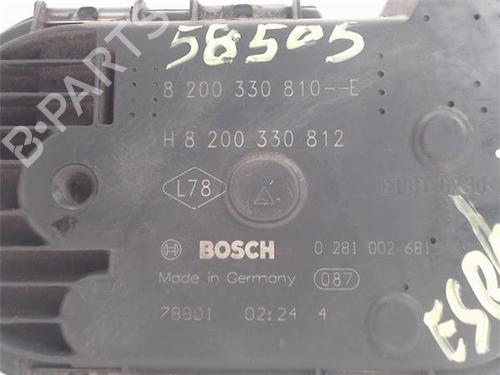 58505
B-PARTS
8 200 330 810--E
H 8 200 330 812
L78
BOSCH 0 281 002 681
Made in Germany 087
78801 02:24 4